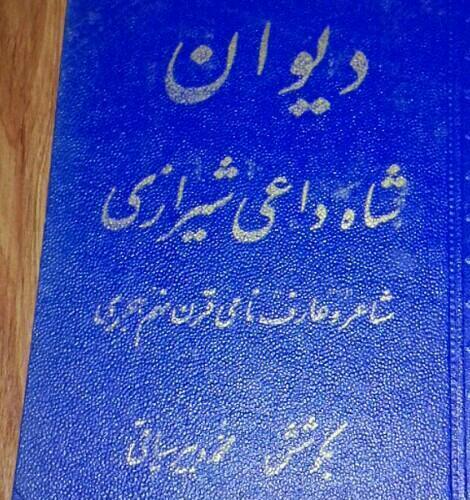 دیوان
شاه داعی شیرازی
شاعر و عارف نامی قرن نهم هجری
بکوشش محمد دبیر سیاقی